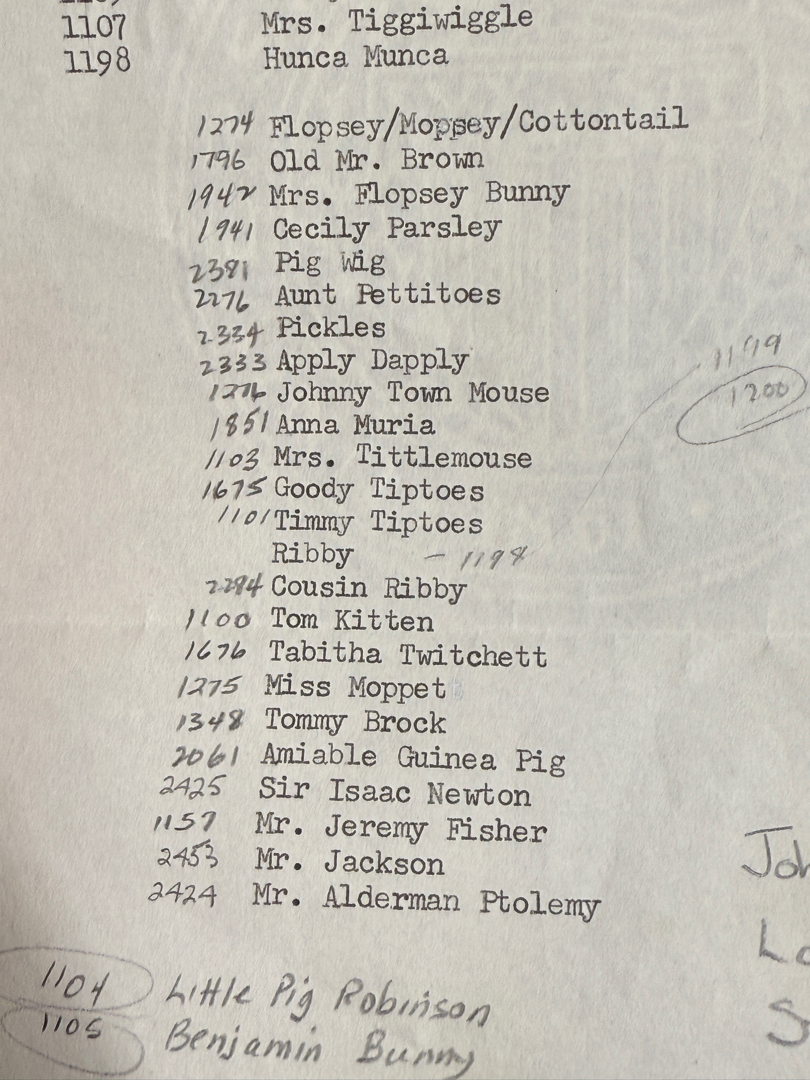 1107 Mrs. Tiggiwiggle
1198 Hunca Munca
1274 Flopsey/Mopsey/Cottontail
1796 Old Mr. Brown
1942 Mrs. Flopsey Bunny
1941 Cecily Parsley
2381 Pig Wig
2276 Aunt Pettitoes
2334 Pickles
2333 Apply Dapply
1199
1276 Johnny Town Mouse
1200
1851 Anna Muria
1103 Mrs. Tittlemouse
1675 Goody Tiptoes
1101 Timmy Tiptoes
Ribby - 1199
2284 Cousin Ribby
1100 Tom Kitten
1676 Tabitha Twitchett
1275 Miss Moppet
1348 Tommy Brock
2061 Amiable Guinea Pig
2425 Sir Isaac Newton
1157 Mr. Jeremy Fisher
2453 Mr. Jackson
2424 Mr. Alderman Ptolemy
1104 Little Pig Robinson
1105 Benjamin Bunny